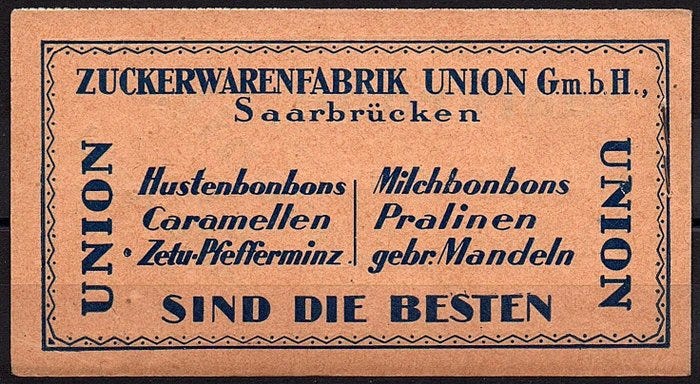 ZUCKERWARENFABRIK UNION G.m.b.H.,
Saarbrücken
UNION
Hustenbonbons
Caramellen
Zetu-Pfefferminz
Milchbonbons
Pralinen
gebr. Mandeln
UNION
SIND DIE BESTEN